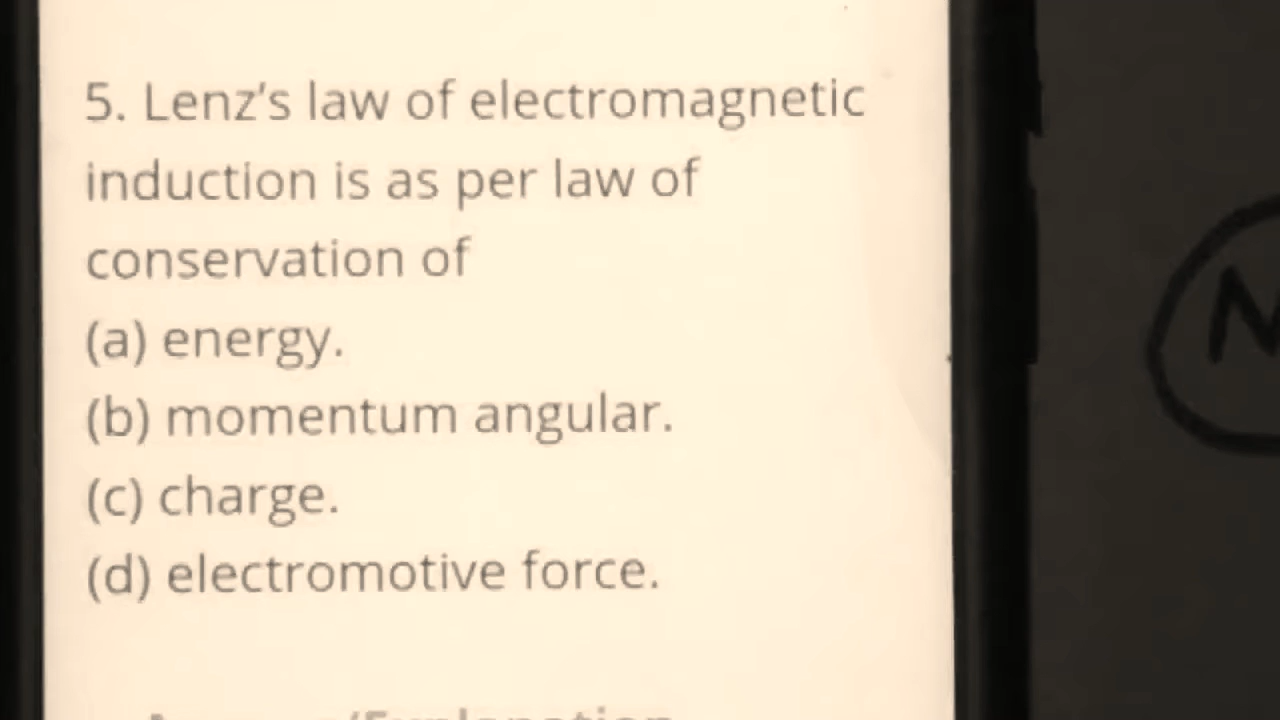 5. Lenz's law of electromagnetic
induction is as per law of
conservation of
(a) energy.
(b) momentum angular.
(c) charge.
(d) electromotive force.